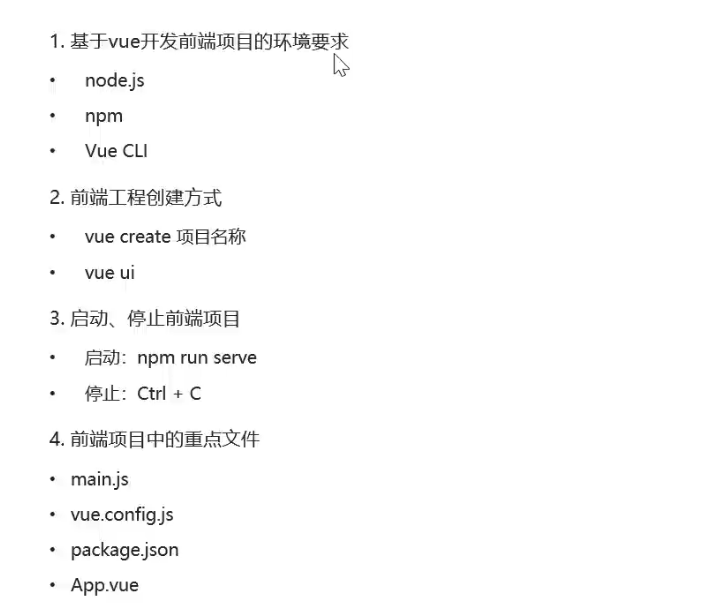 1. 基于vue开发前端项目的环境要求
• node.js
• npm
• Vue CLI
2. 前端工程创建方式
• vue create 项目名称
• vue ui
3. 启动、停止前端项目
• 启动：npm run serve
• 停止：Ctrl + C
4. 前端项目中的重点文件
• main.js
• vue.config.js
• package.json
• App.vue